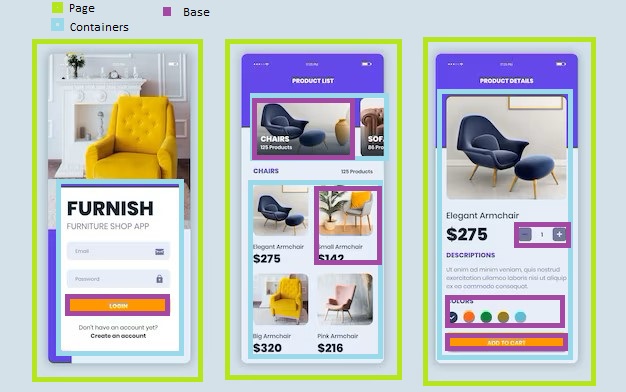 Page
Base
Containers
FURNISH
FURNITURE SHOP APP
Email
Password
LOGIN
Don't have an account yet?
Create an account
PRODUCT LIST
CHAIRS
125 Products
SOF
86 Pro
CHAIRS
125 Products
Elegant Armchair
$275
Small Armchair
$142
Big Armchair
$320
Pink Armchair
$216
PRODUCT DETAILS
Elegant Armchair
$275
− 1 +
DESCRIPTIONS
Ut enim ad minim veniam, quis nostrud
exercitation ullamco laboris nisi ut aliquip
ex ea commodo consequat.
COLORS
ADD TO CART